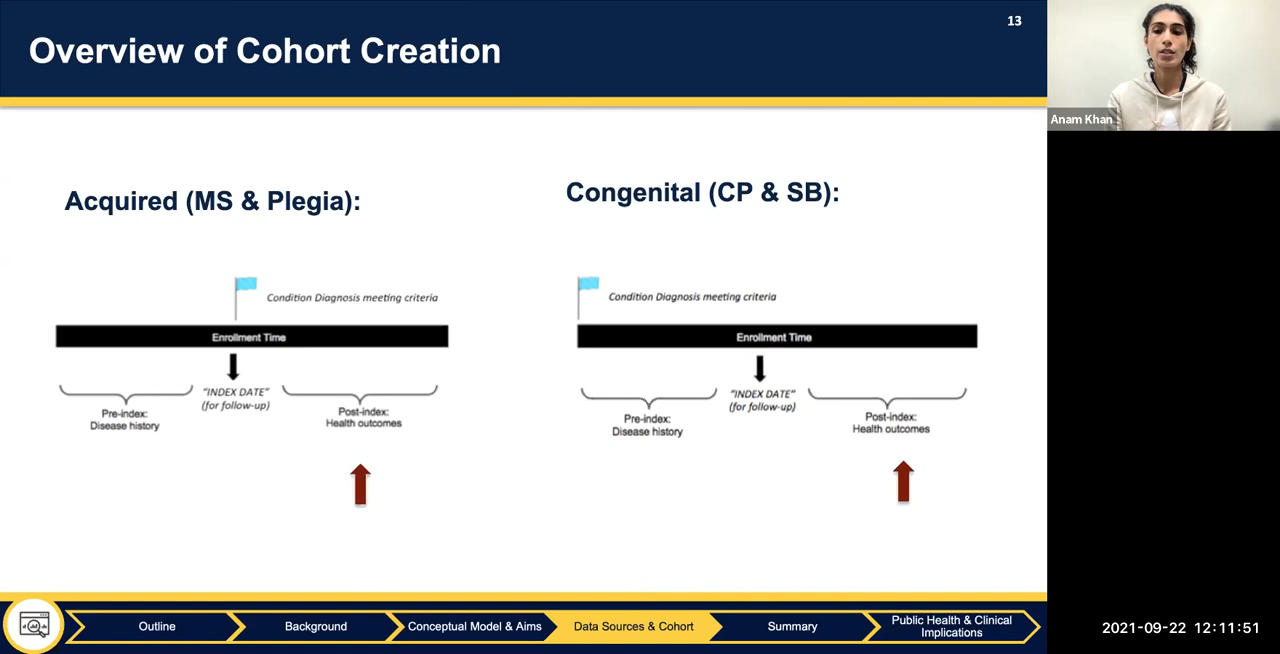 13
Overview of Cohort Creation
Anam Khan
Acquired (MS & Plegia):
Condition Diagnosis meeting criteria
Enrollment Time
"INDEX DATE"
(for follow-up)
Pre-index:
Disease history
Post-index:
Health outcomes
Congenital (CP & SB):
Condition Diagnosis meeting criteria
Enrollment Time
"INDEX DATE"
(for follow-up)
Pre-index:
Disease history
Post-index:
Health outcomes
Outline
Background
Conceptual Model & Aims
Data Sources & Cohort
Summary
Public Health & Clinical
Implications
2021-09-22 12:11:51